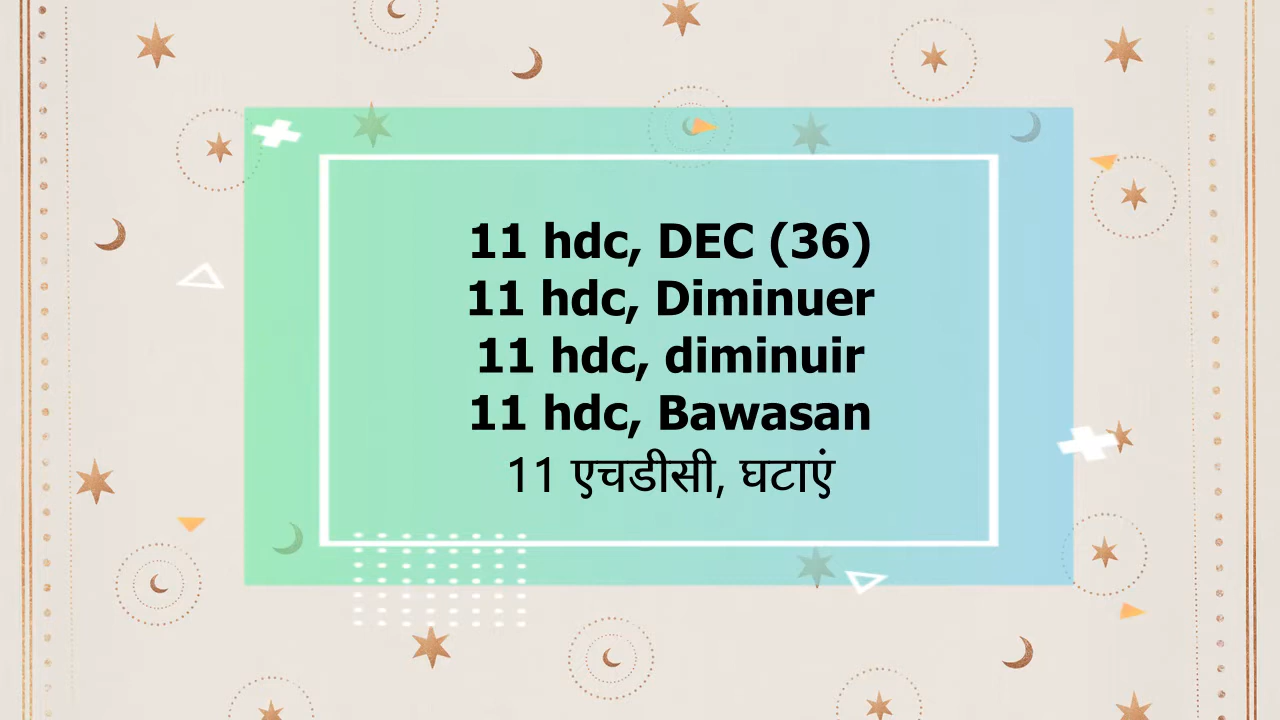 11 hdc, DEC (36)
11 hdc, Diminuer
11 hdc, diminuir
11 hdc, Bawasan
11 एचडीसी, घटाएं